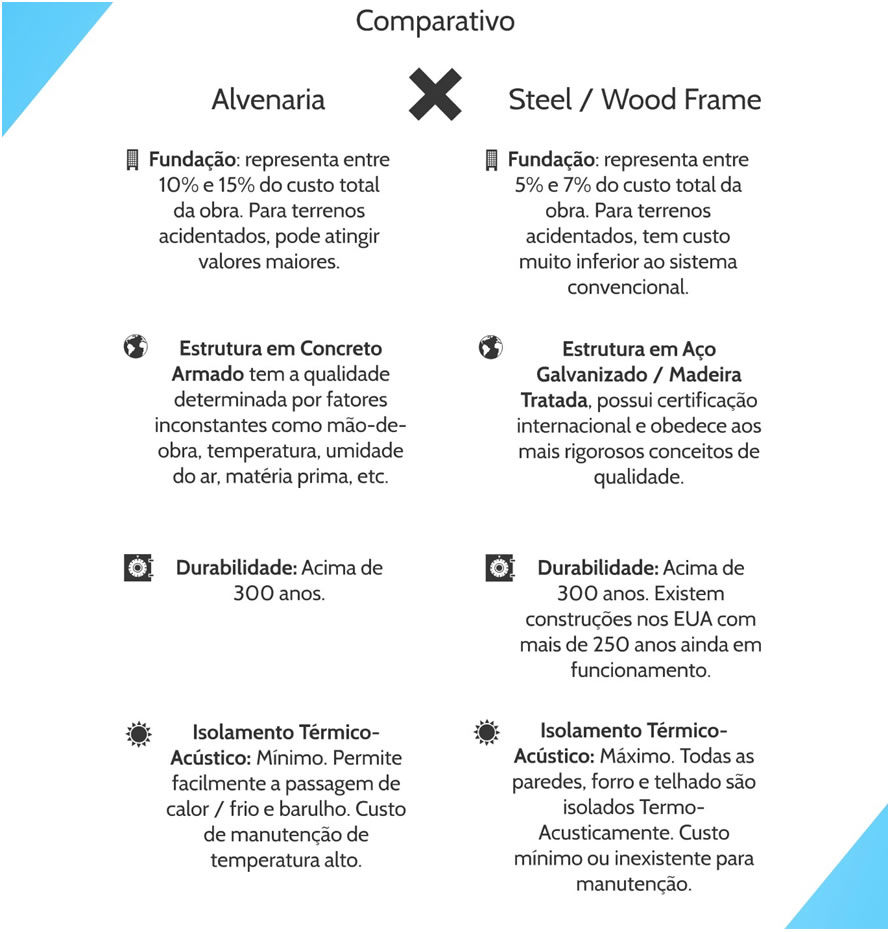 Comparativo
Alvenaria
Steel / Wood Frame
Fundação: representa entre
10% e 15% do custo total
da obra. Para terrenos
acidentados, pode atingir
valores maiores.
Fundação: representa entre
5% e 7% do custo total da
obra. Para terrenos
acidentados, tem custo
muito inferior ao sistema
convencional.
Estrutura em Concreto
Armado tem a qualidade
determinada por fatores
inconstantes como mão-de-
obra, temperatura, umidade
do ar, matéria prima, etc.
Estrutura em Aço
Galvanizado / Madeira
Tratada, possui certificação
internacional e obedece aos
mais rigorosos conceitos de
qualidade.
Durabilidade: Acima de
300 anos.
Durabilidade: Acima de
300 anos. Existem
construções nos EUA com
mais de 250 anos ainda em
funcionamento.
Isolamento Térmico-
Acústico: Mínimo. Permite
facilmente a passagem de
calor / frio e barulho. Custo
de manutenção de
temperatura alto.
Isolamento Térmico-
Acústico: Máximo. Todas as
paredes, forro e telhado são
isolados Termo-
Acusticamente. Custo
mínimo ou inexistente para
manutenção.